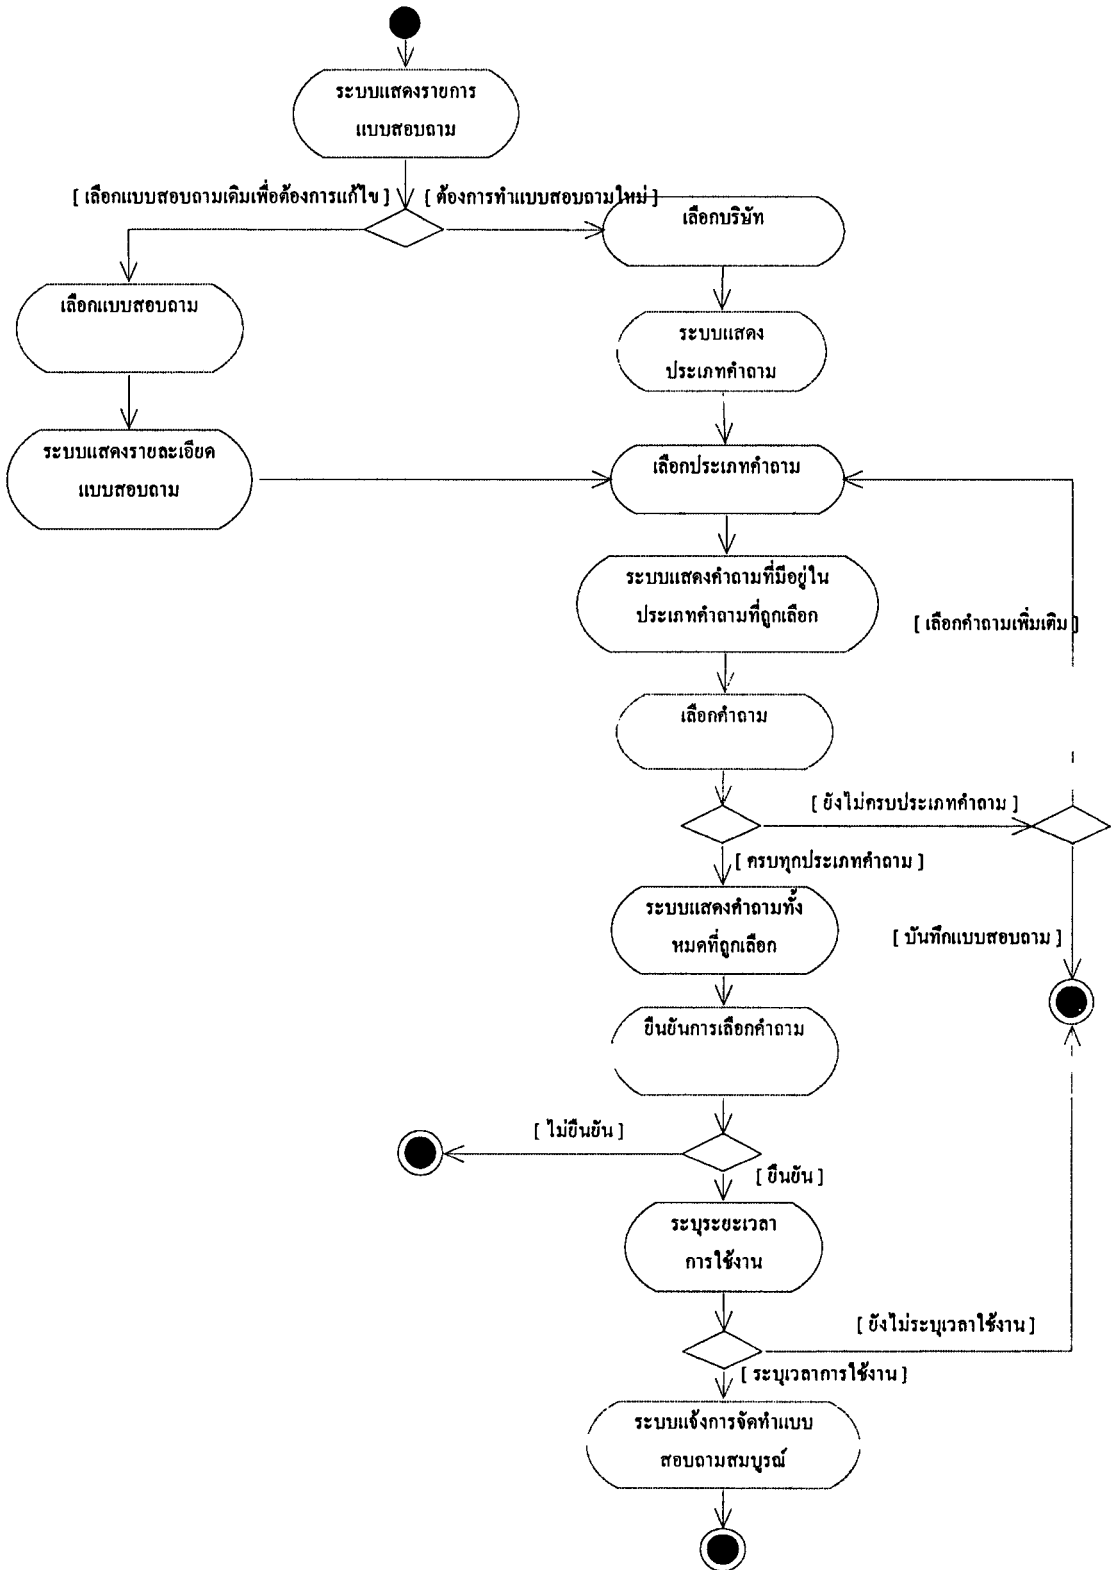 ระบบแสดงรายการ
แบบสอบถาม
[ เลือกแบบสอบถามเดิมเพื่อต้องการแก้ไข ]
[ ต้องการทำแบบสอบถามใหม่ ]
เลือกบริษัท
เลือกแบบสอบถาม
ระบบแสดง
ประเภทคำถาม
ระบบแสดงรายละเอียด
แบบสอบถาม
เลือกประเภทคำถาม
ระบบแสดงคำถามที่มีอยู่ใน
ประเภทคำถามที่ถูกเลือก
[ เลือกคำถามเพิ่มเติม ]
เลือกคำถาม
[ ยังไม่ครบประเภทคำถาม ]
[ ครบทุกประเภทคำถาม ]
ระบบแสดงคำถามทั้ง
หมดที่ถูกเลือก
[ บันทึกแบบสอบถาม ]
ยืนยันการเลือกคำถาม
[ ไม่ยืนยัน ]
[ ยืนยัน ]
ระบุระยะเวลา
การใช้งาน
[ ยังไม่ระบุเวลาใช้งาน ]
[ ระบุเวลาการใช้งาน ]
ระบบแจ้งการจัดทำแบบ
สอบถามสมบูรณ์